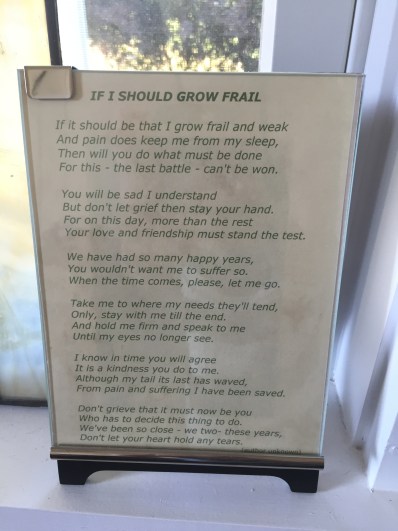 IF I SHOULD GROW FRAIL
If it should be that I grow frail and weak
And pain does keep me from my sleep,
Then will you do what must be done
For this - the last battle - can't be won.
You will be sad I understand
But don't let grief then stay your hand.
For on this day, more than the rest
Your love and friendship must stand the test.
We have had so many happy years,
You wouldn't want me to suffer so.
When the time comes, please, let me go.
Take me to where my needs they'll tend,
Only, stay with me till the end.
And hold me firm and speak to me
Until my eyes no longer see.
I know in time you will agree
It is a kindness you do to me.
Although my tail its last has waved,
From pain and suffering I have been saved.
Don't grieve that it must now be you
Who has to decide this thing to do.
We've been so close - we two- these years,
Don't let your heart hold any tears.
(author unknown)